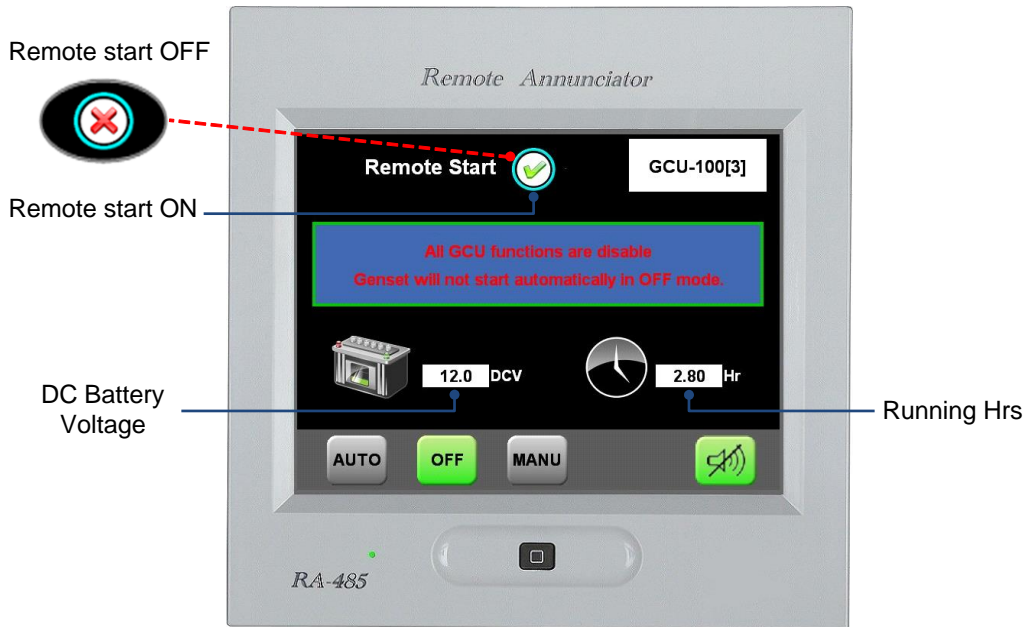 Remote start OFF
Remote Annunciator
Remote Start
GCU-100[3]
Remote start ON
All GCU functions are disable
Genset will not start automatically in OFF mode.
12.0 DCV
2.80 Hr
DC Battery
Voltage
Running Hrs
AUTO
OFF
MANU
RA-485